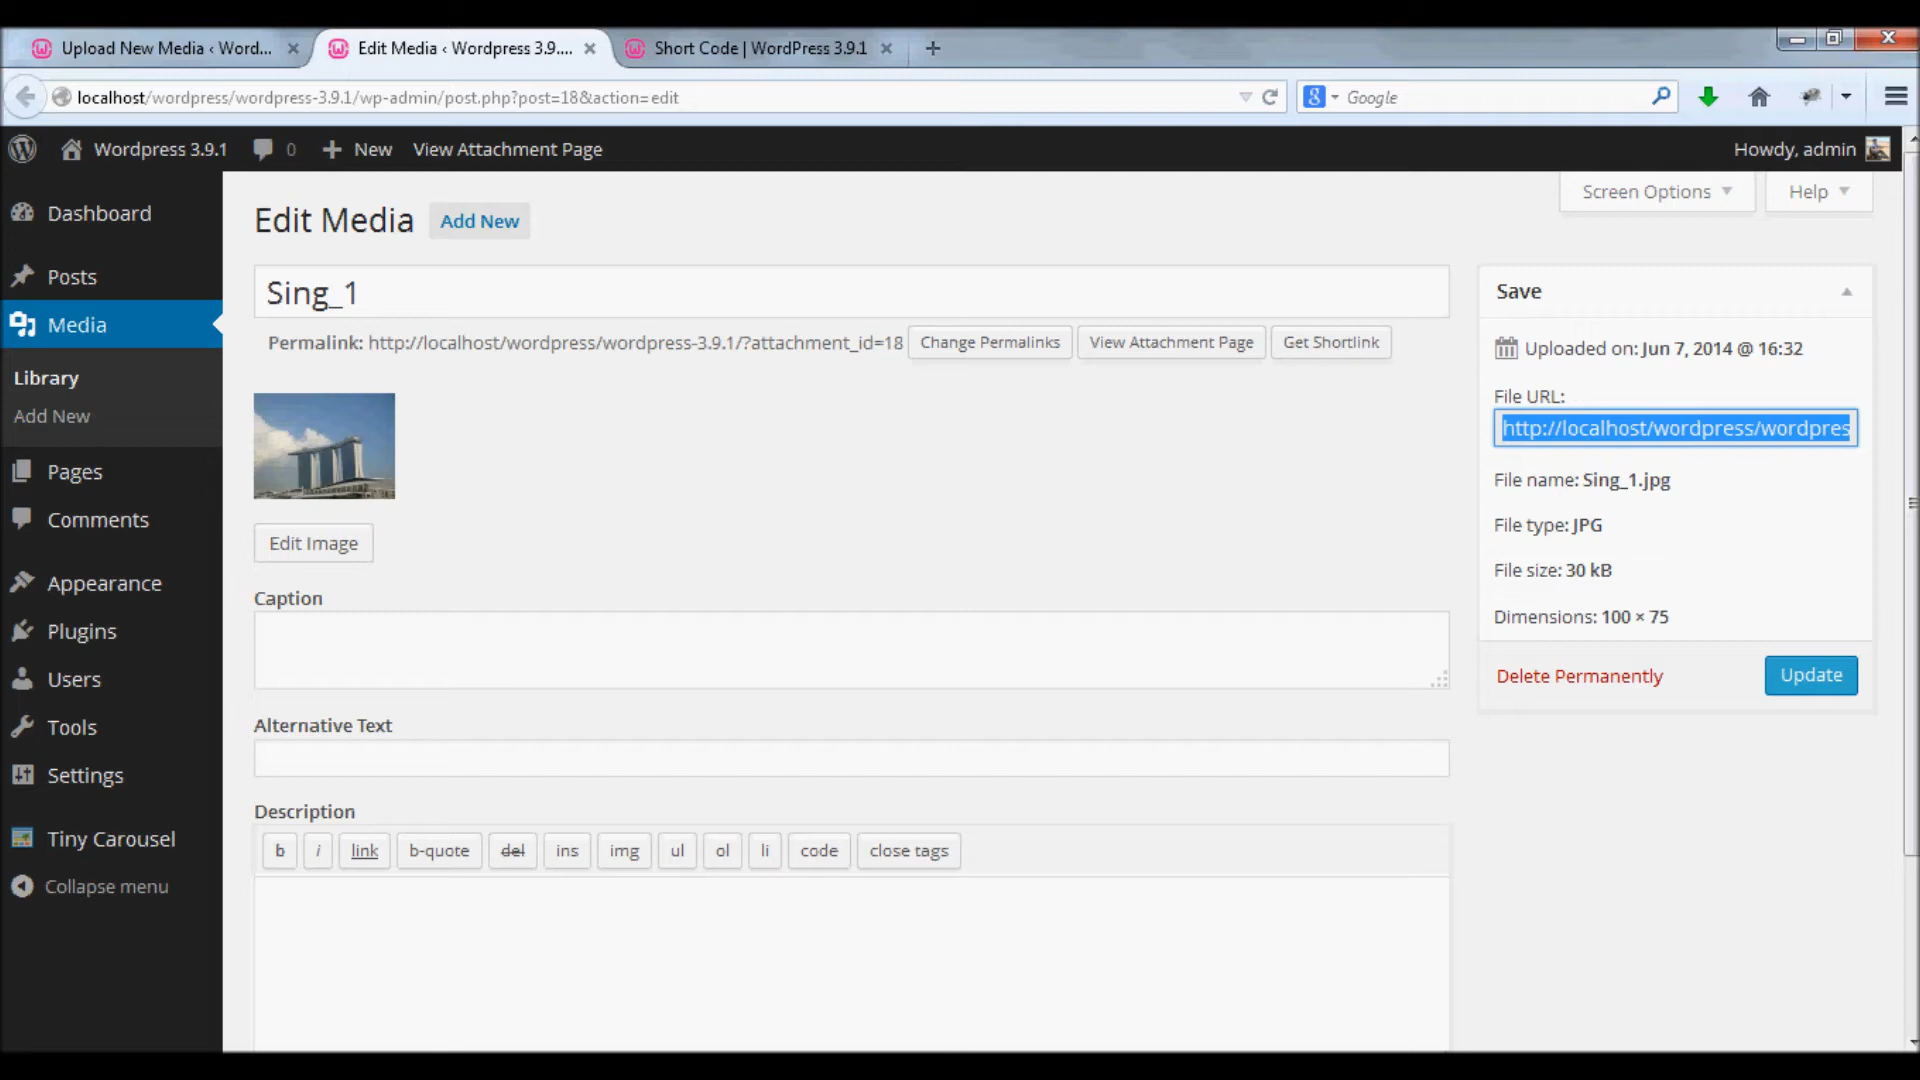 Upload New Media ‹ Word...
Edit Media ‹ Wordpress 3.9....
Short Code | WordPress 3.9.1
localhost/wordpress/wordpress-3.9.1/wp-admin/post.php?post=18&action=edit
Google
Wordpress 3.9.1
0
New
View Attachment Page
Howdy, admin
Screen Options
Help
Dashboard
Posts
Media
Library
Add New
Pages
Comments
Appearance
Plugins
Users
Tools
Settings
Tiny Carousel
Collapse menu
Edit Media
Add New
Sing_1
Permalink: http://localhost/wordpress/wordpress-3.9.1/?attachment_id=18
Change Permalinks
View Attachment Page
Get Shortlink
Edit Image
Caption
Alternative Text
Description
b
i
link
b-quote
del
ins
img
ul
ol
li
code
close tags
Save
Uploaded on: Jun 7, 2014 @ 16:32
File URL:
http://localhost/wordpress/wordpres
File name: Sing_1.jpg
File type: JPG
File size: 30 kB
Dimensions: 100 × 75
Delete Permanently
Update